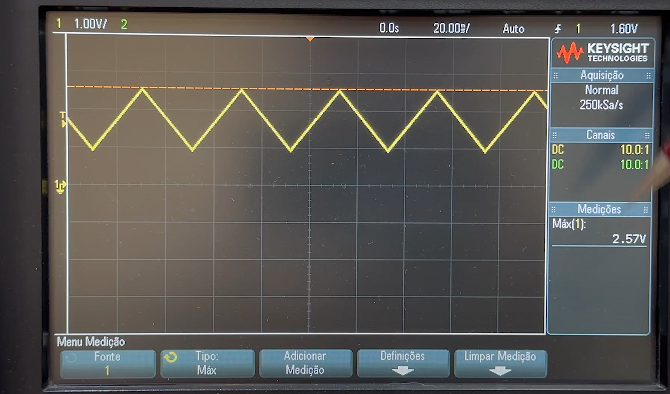 1 1.00V/ 2 0.0s 20.00ms/ Auto 1 1.60V
KEYSIGHT
TECHNOLOGIES
Aquisição
Normal
250kSa/s
Canais
DC 10.0:1
DC 10.0:1
Medições
Máx(1):
2.57V
T
1
Menu Medição
Fonte
1
Tipo:
Máx
Adicionar
Medição
Definições
Limpar Medição